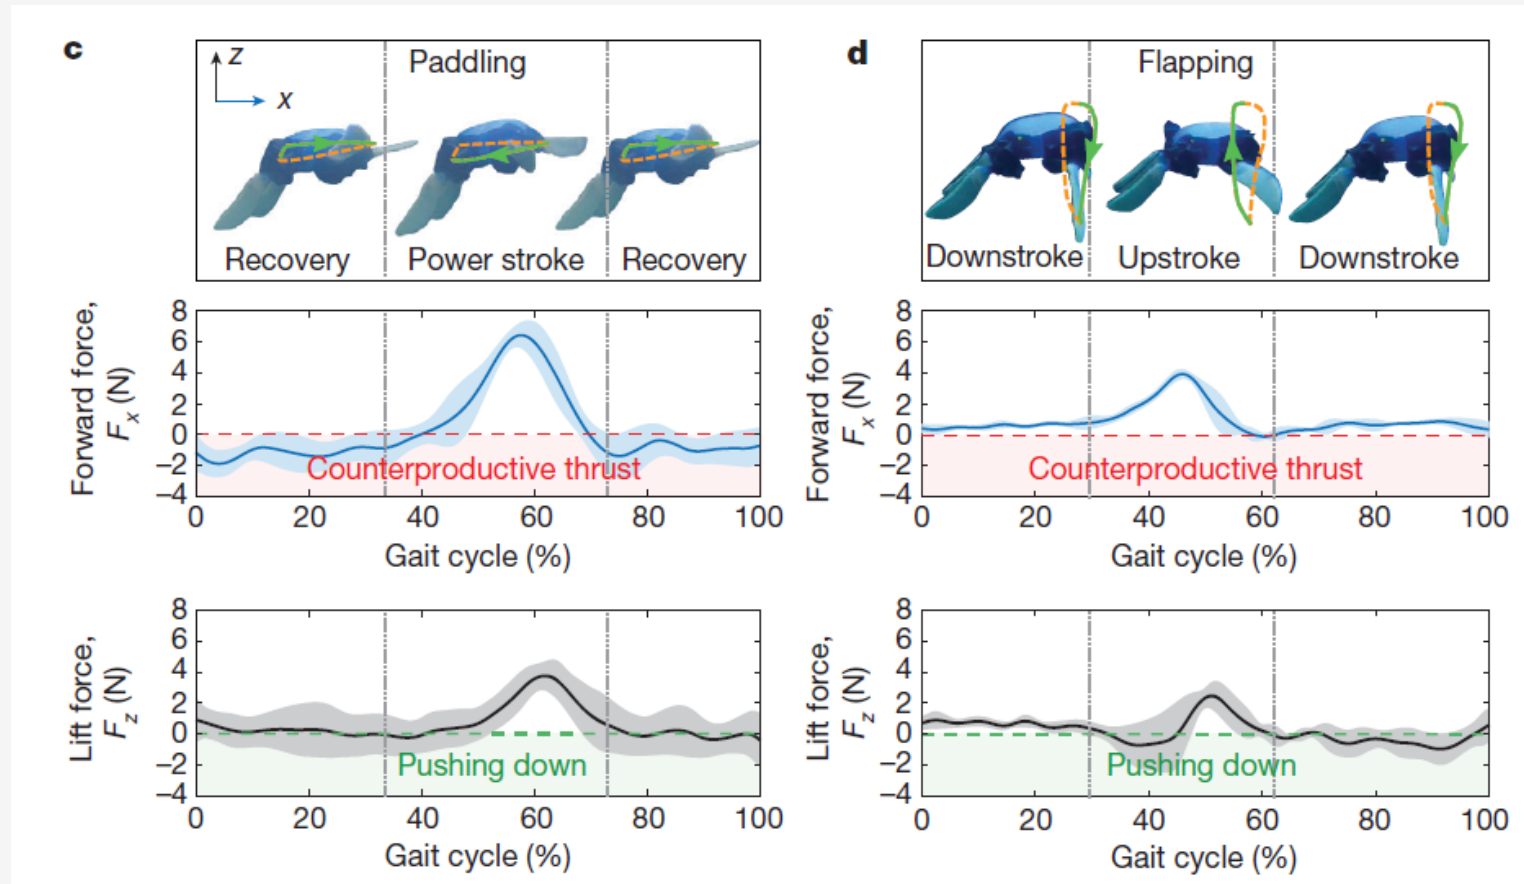 c
z
x
Paddling
Recovery
Power stroke
Recovery
Forward force,
Fx (N)
8
6
4
2
0
–2
–4
Counterproductive thrust
0 20 40 60 80 100
Gait cycle (%)
Lift force,
Fz (N)
8
6
4
2
0
–2
–4
Pushing down
0 20 40 60 80 100
Gait cycle (%)
d
Flapping
Downstroke
Upstroke
Downstroke
Forward force,
Fx (N)
8
6
4
2
0
–2
–4
Counterproductive thrust
0 20 40 60 80 100
Gait cycle (%)
Lift force,
Fz (N)
8
6
4
2
0
–2
–4
Pushing down
0 20 40 60 80 100
Gait cycle (%)